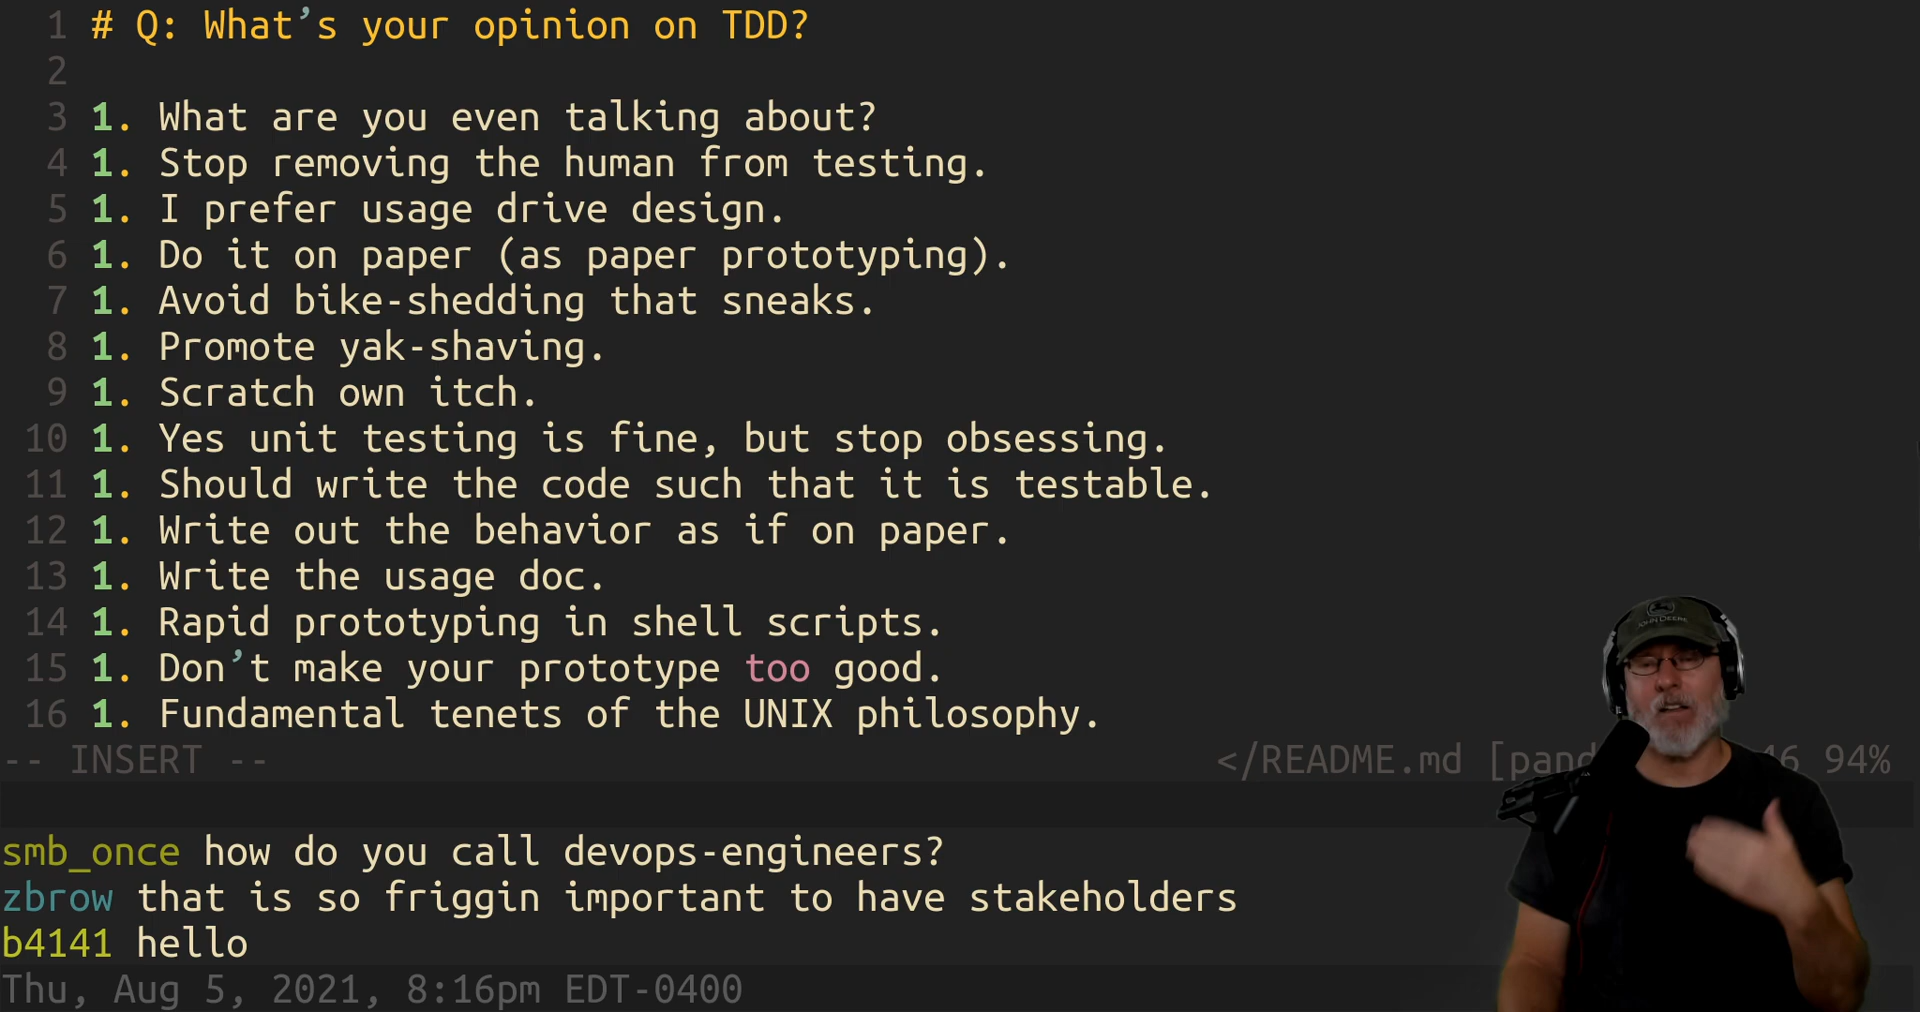 1 # Q: What’s your opinion on TDD?
2
3 1. What are you even talking about?
4 1. Stop removing the human from testing.
5 1. I prefer usage drive design.
6 1. Do it on paper (as paper prototyping).
7 1. Avoid bike-shedding that sneaks.
8 1. Promote yak-shaving.
9 1. Scratch own itch.
10 1. Yes unit testing is fine, but stop obsessing.
11 1. Should write the code such that it is testable.
12 1. Write out the behavior as if on paper.
13 1. Write the usage doc.
14 1. Rapid prototyping in shell scripts.
15 1. Don’t make your prototype too good.
16 1. Fundamental tenets of the UNIX philosophy.
-- INSERT -- </README.md [pand 46 94%
JOHN DEERE
smb_once how do you call devops-engineers?
zbrow that is so friggin important to have stakeholders
b4141 hello
Thu, Aug 5, 2021, 8:16pm EDT-0400